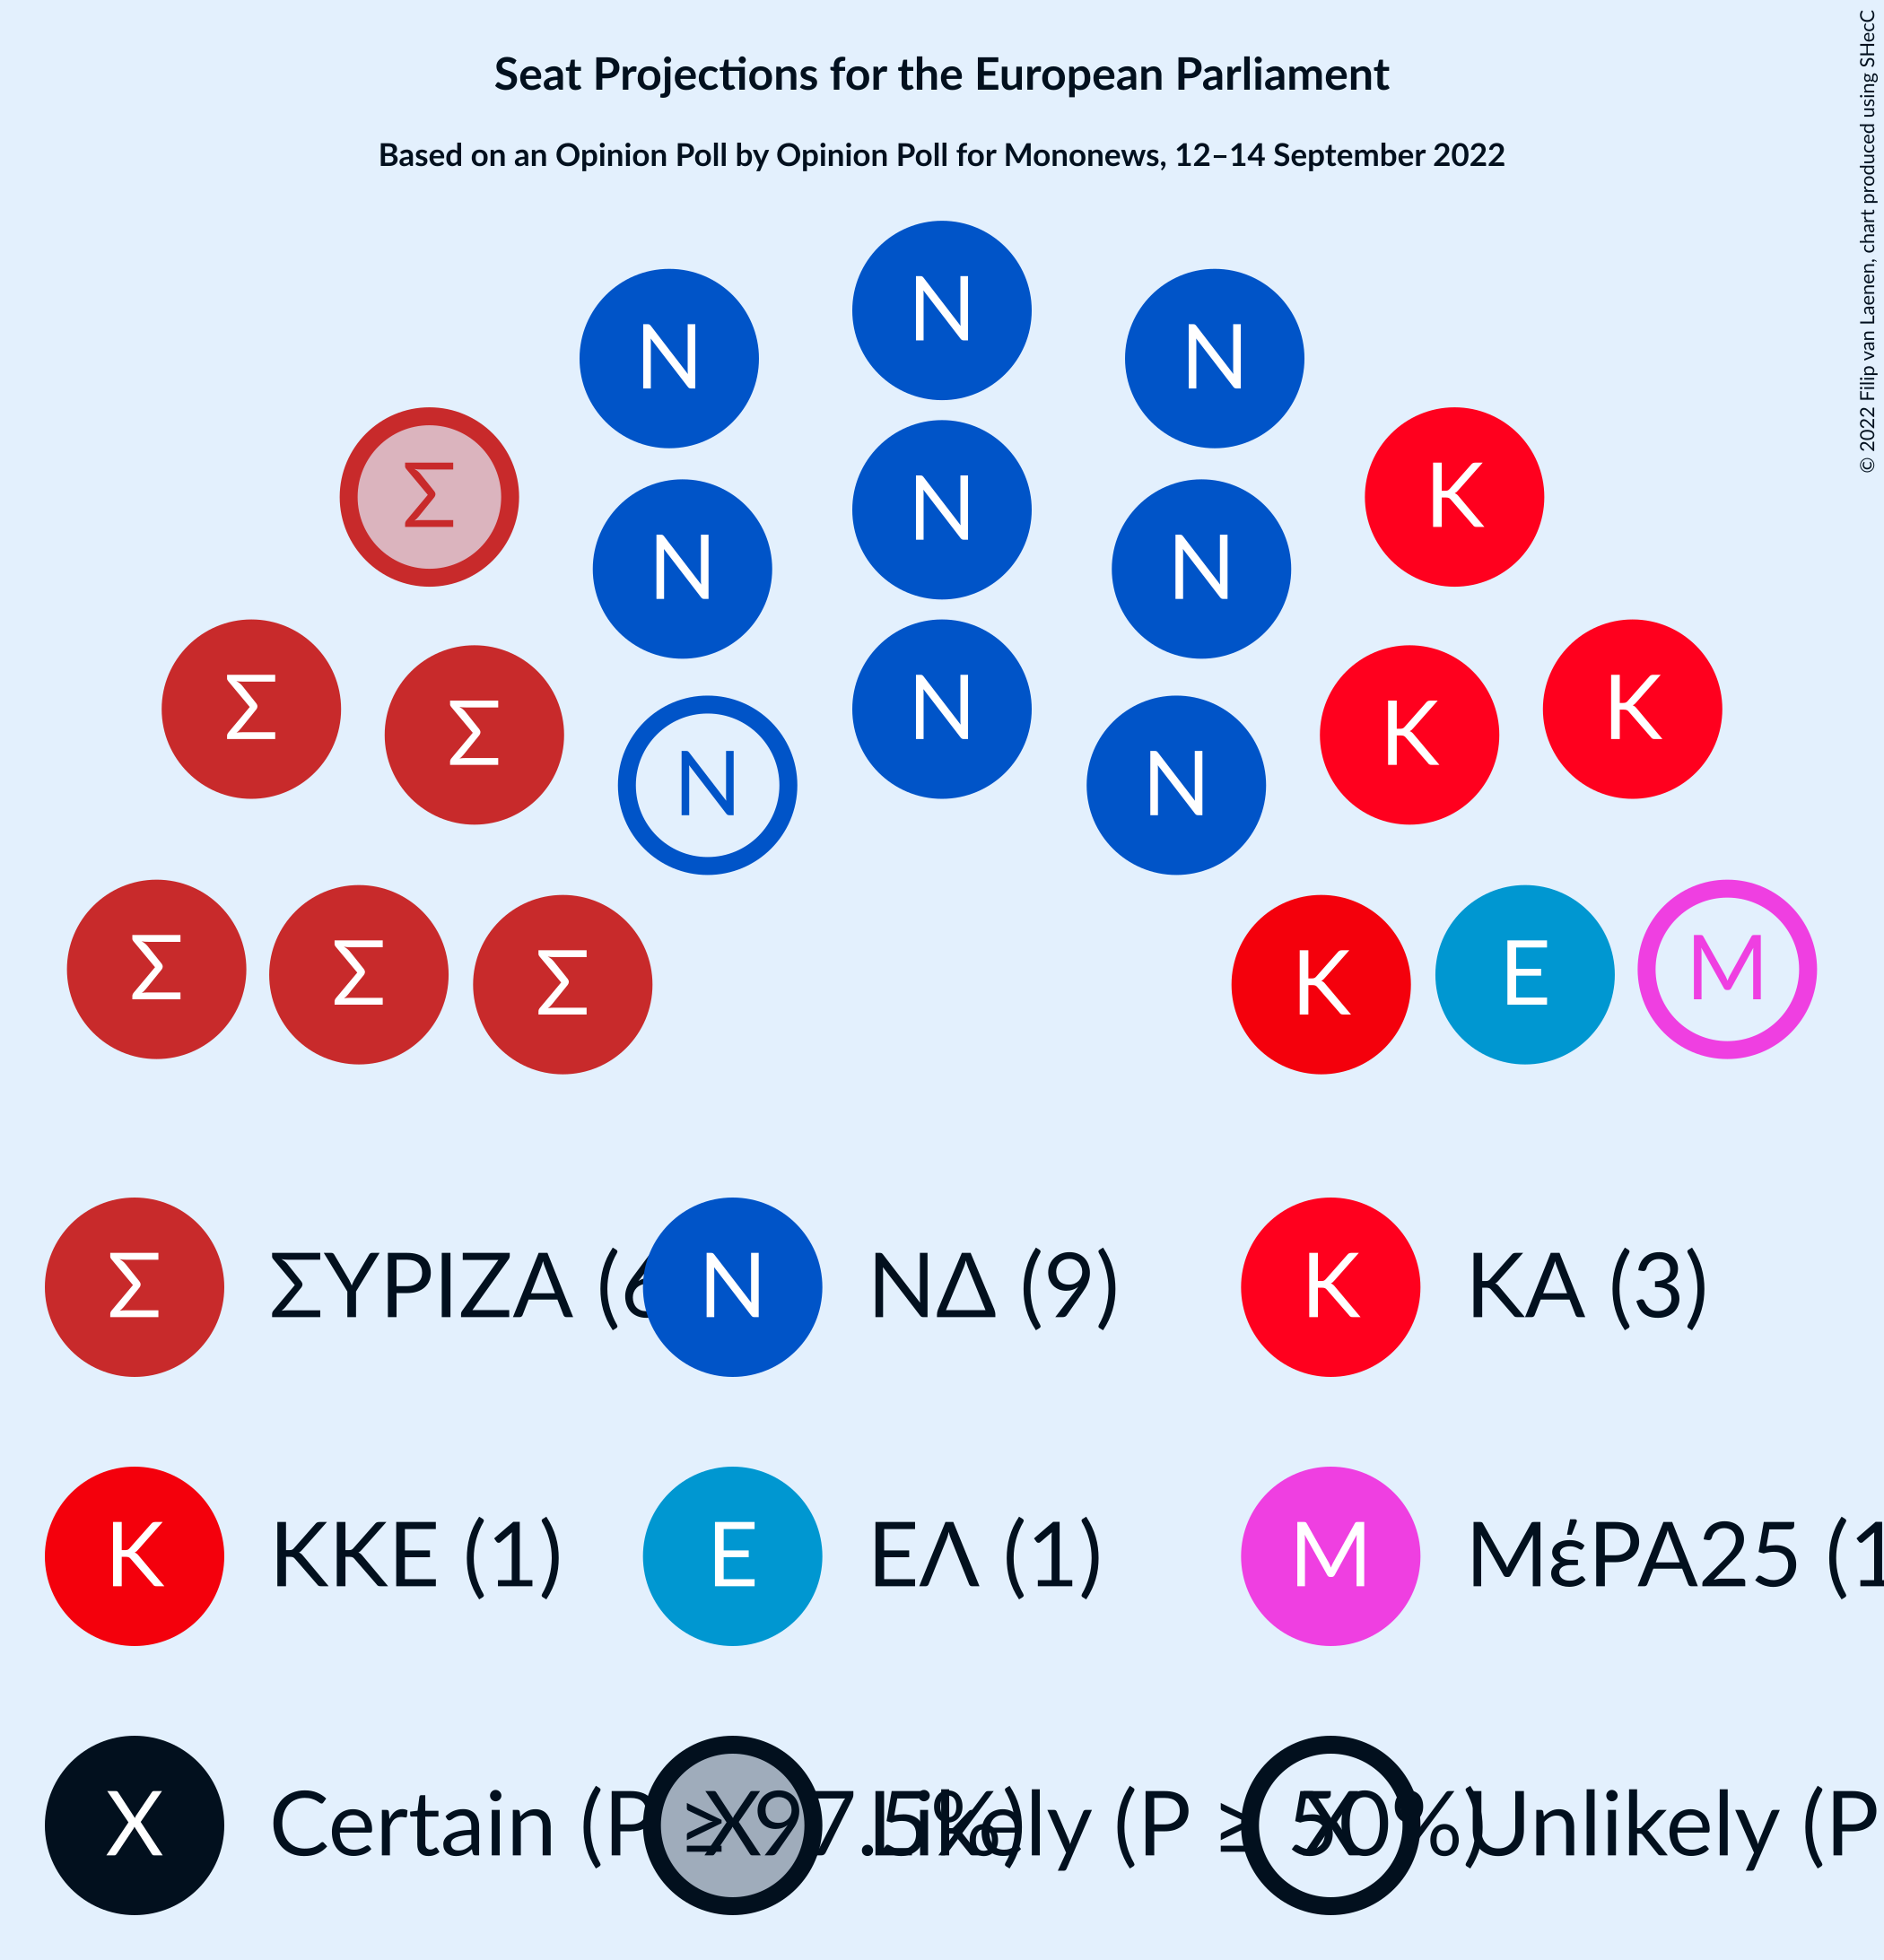 Seat Projections for the European Parliament
Based on an Opinion Poll by Opinion Poll for Mononews, 12–14 September 2022
© 2022 Filip van Laenen, chart produced using SHecC
N
N N
N
Σ K
N N
Σ K
Σ N K
N N
Σ K
Σ E M
Σ K
Σ ΣΥΡΙΖΑ (6 N ΝΔ (9) K ΚΑ (3)
K ΚΚΕ (1) E ΕΛ (1) M ΜέΡΑ25 (1
X Certain (P ≥ 97.5%) X Likely (P ≥ 50%) X Unlikely (P